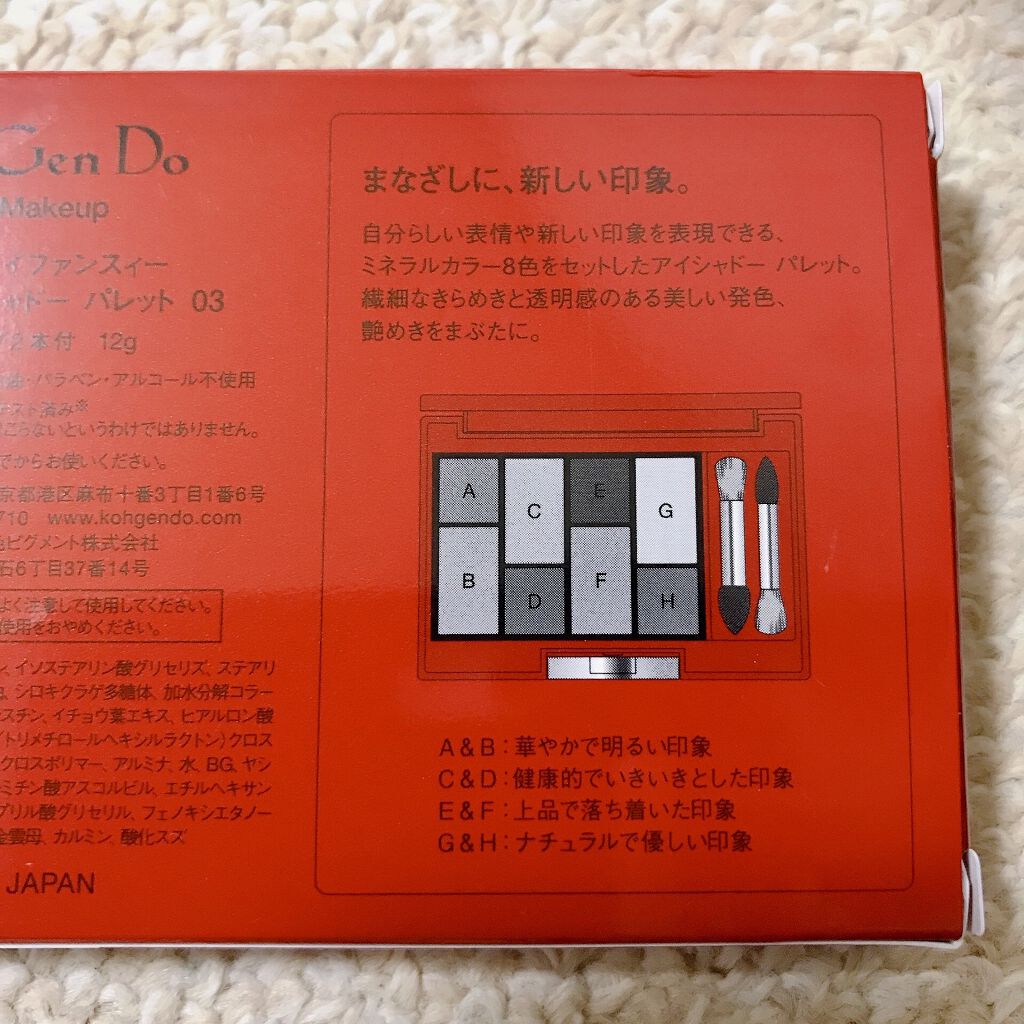 Gen Do
Makeup
ィファンスィー
ャドー パレット 03
2本付 12g
油・パラベン・アルコール不使用
テスト済み※
こらないというわけではありません。
でからお使いください。
京都港区麻布十番3丁目1番6号
710 www.kohgendo.com
色ピグメント株式会社
石6丁目37番14号
よく注意して使用してください。
使用をおやめください。
ン、イソステアリン酸グリセリズ、ステアリ
シロキクラゲ多糖体、加水分解コラー
スチン、イチョウ葉エキス、ヒアルロン酸
トリメチロールヘキシルラクトン)クロス
クロスポリマー、アルミナ、水、BG、ヤシ
ミチン酸アスコルビル、エチルヘキサン
プリル酸グリセリル、フェノキシエタノー
金雲母、カルミン、酸化スズ
JAPAN
まなざしに、新しい印象。
自分らしい表情や新しい印象を表現できる、
ミネラルカラー8色をセットしたアイシャドー パレット。
繊細なきらめきと透明感のある美しい発色、
艶めきをまぶたに。
A
C
E
G
B
D
F
H
A&B:華やかで明るい印象
C&D:健康的でいきいきとした印象
E&F:上品で落ち着いた印象
G&H:ナチュラルで優しい印象